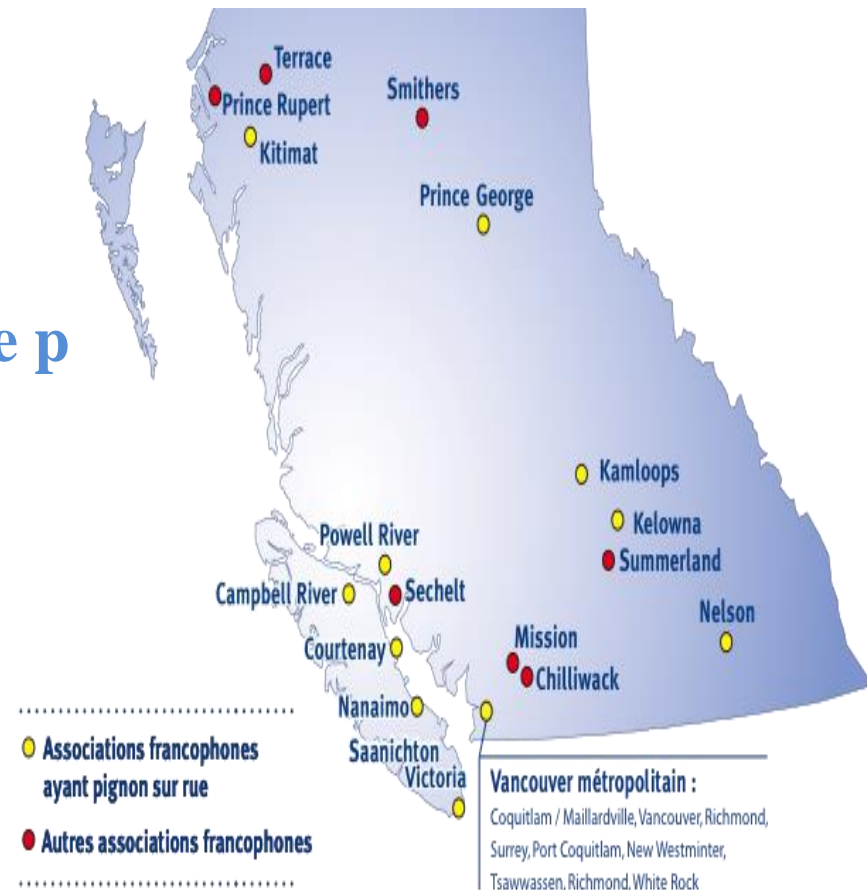 Terrace
Smithers
Prince Rupert
Kitimat
Prince George
e p
Kamloops
Kelowna
Powell River
Summerland
Campbell River
Sechelt
Nelson
Mission
Courtenay
Chilliwack
Nanaimo
Saanichton
Victoria
Associations francophones
ayant pignon sur rue
Autres associations francophones
Vancouver métropolitain :
Coquitlam / Maillardville, Vancouver, Richmond,
Surrey, Port Coquitlam, New Westminter,
Tsawwassen, Richmond, White Rock